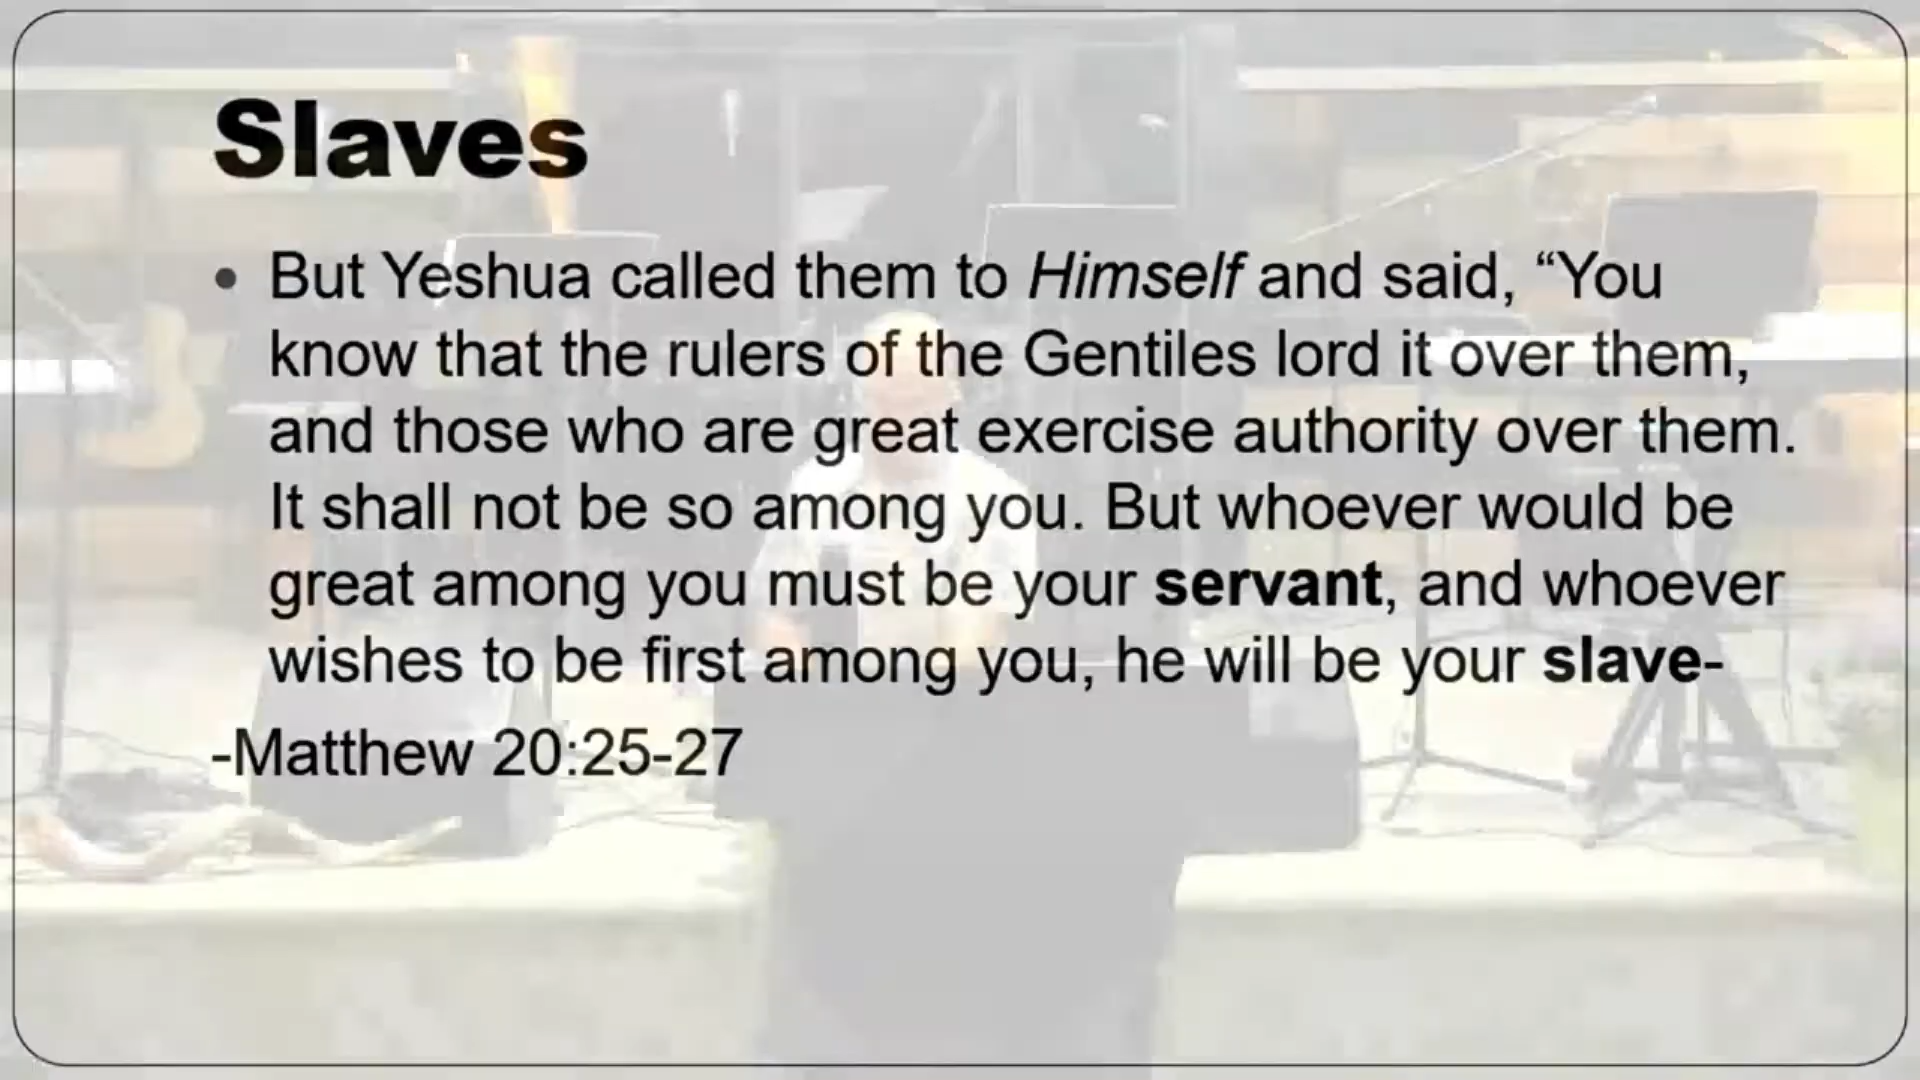 Slaves
• But Yeshua called them to Himself and said, “You
know that the rulers of the Gentiles lord it over them,
and those who are great exercise authority over them.
It shall not be so among you. But whoever would be
great among you must be your servant, and whoever
wishes to be first among you, he will be your slave-
-Matthew 20:25-27